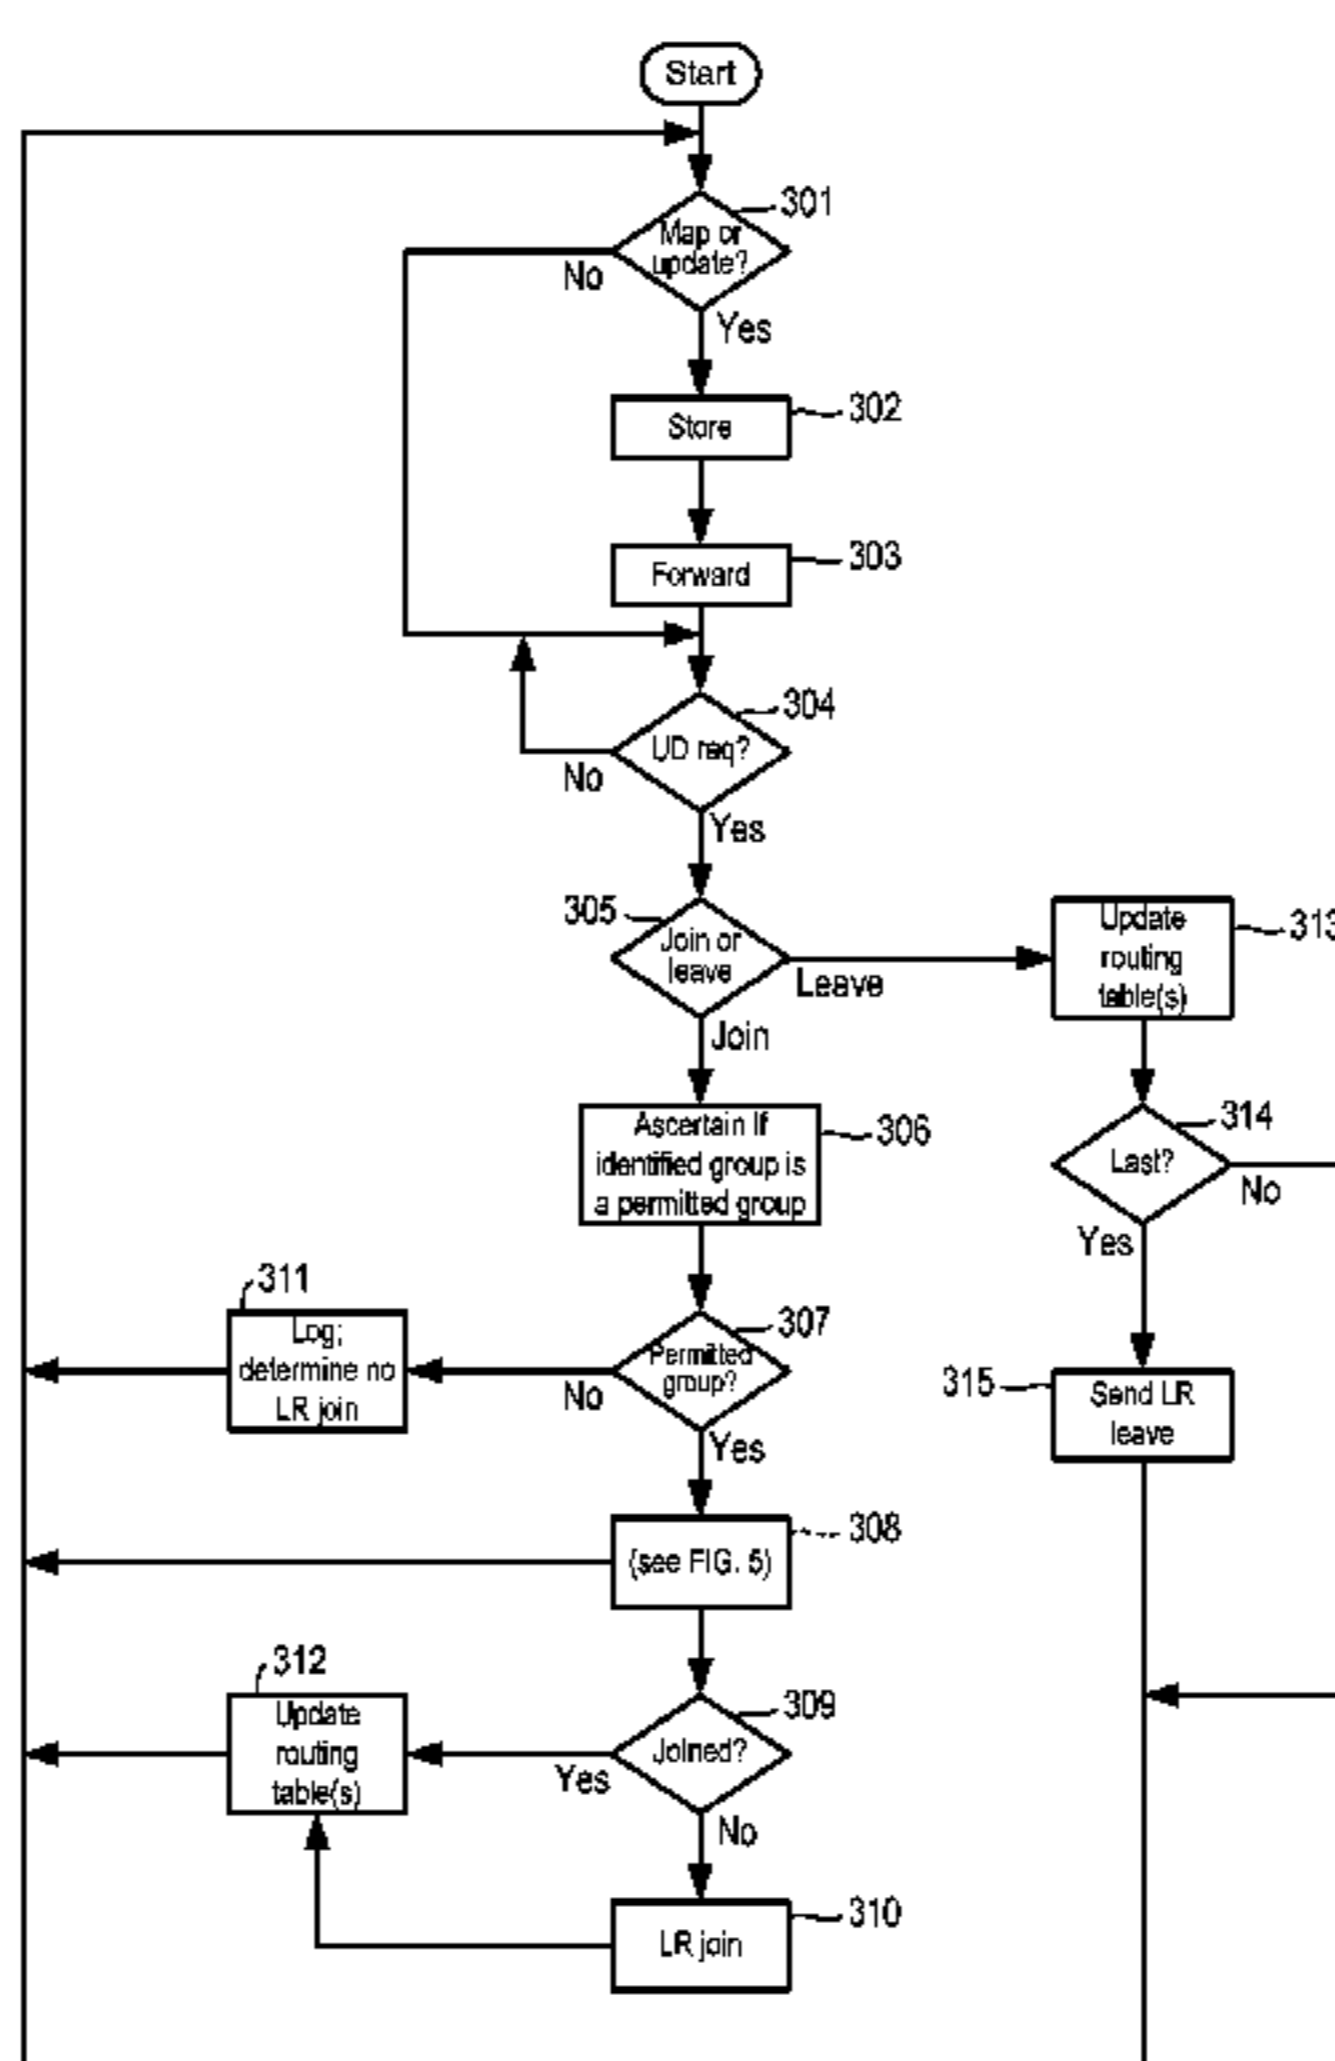 Start
301
Map or
update?
No
Yes
302
Store
303
Forward
304
UD req?
No
Yes
305
Join or
leave
Leave
Join
313
Update
routing
table(s)
306
Ascertain if
identified group is
a permitted group
314
Last?
No
Yes
311
Log;
determine no
LR join
307
Permitted
group?
No
Yes
315
Send LR
leave
308
(see FIG. 5)
312
Update
routing
table(s)
309
Joined?
Yes
No
310
LR join